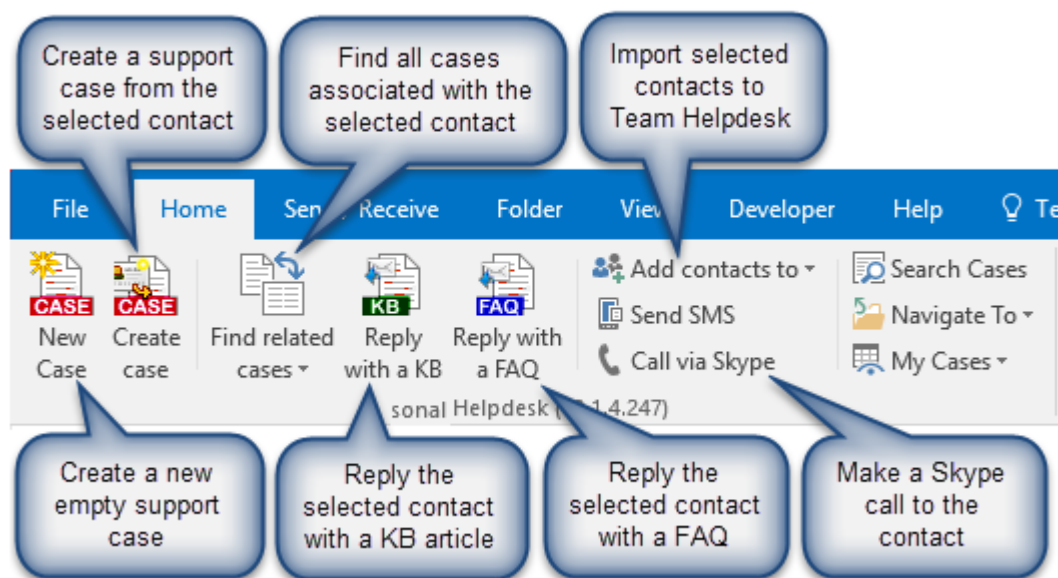 Create a support
case from the
selected contact
Find all cases
associated with the
selected contact
Import selected
contacts to
Team Helpdesk
File Home Receive Folder Developer Help
CASE
New
Case
CASE
Create
case
Find related
cases
KB
Reply
with a KB
FAQ
Reply with
a FAQ
Add contacts to
Send SMS
Call via Skype
Search Cases
Navigate To
My Cases
Helpdesk
Create a new
empty support
case
Reply the
selected contact
with a KB article
Reply the
selected contact
with a FAQ
Make a Skype
call to the
contact